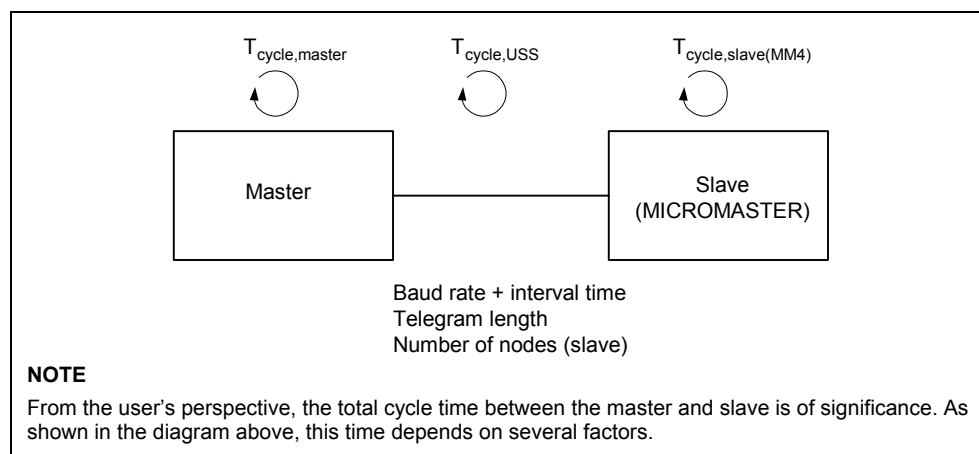 Tcycle,master
Tcycle,USS
Tcycle,slave(MM4)
Master
Slave
(MICROMASTER)
Baud rate + interval time
Telegram length
Number of nodes (slave)
NOTE
From the user's perspective, the total cycle time between the master and slave is of significance. As
shown in the diagram above, this time depends on several factors.